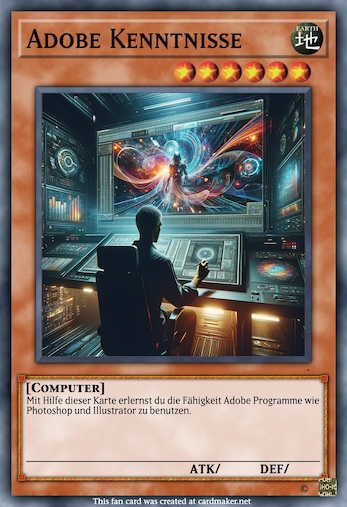 Adobe Kenntnisse
EARTH
地
[Computer]
Mit Hilfe dieser Karte erlernst du die Fähigkeit Adobe Programme wie
Photoshop und Illustrator zu benutzen.
ATK/ DEF/
©
This fan card was created at cardmaker.net